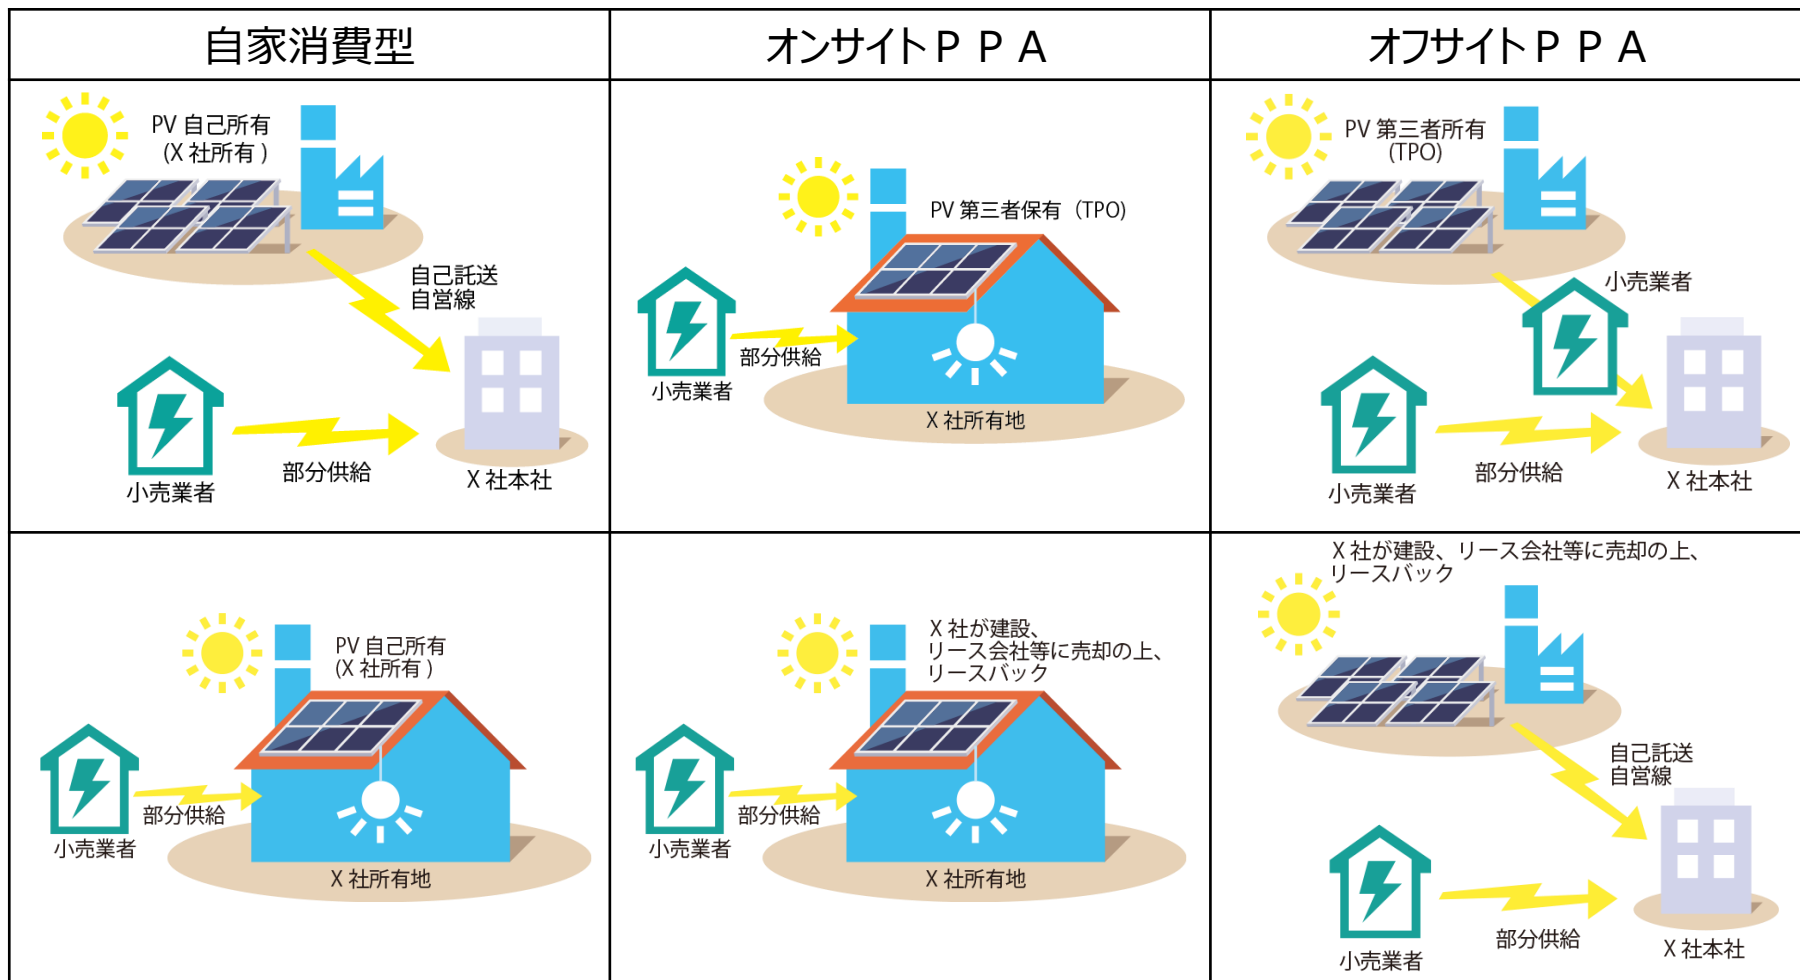 自家消費型
オンサイトＰＰＡ
オフサイトＰＰＡ
PV 自己所有
(X 社所有 )
自己託送
自営線
小売業者
部分供給
X 社本社
PV 第三者保有（TPO)
小売業者
部分供給
X 社所有地
PV 第三者所有
(TPO)
小売業者
小売業者
部分供給
X 社本社
PV 自己所有
(X 社所有 )
小売業者
部分供給
X 社所有地
X 社が建設、
リース会社等に売却の上、
リースバック
小売業者
部分供給
X 社所有地
X 社が建設、リース会社等に売却の上、
リースバック
自己託送
自営線
小売業者
部分供給
X 社本社